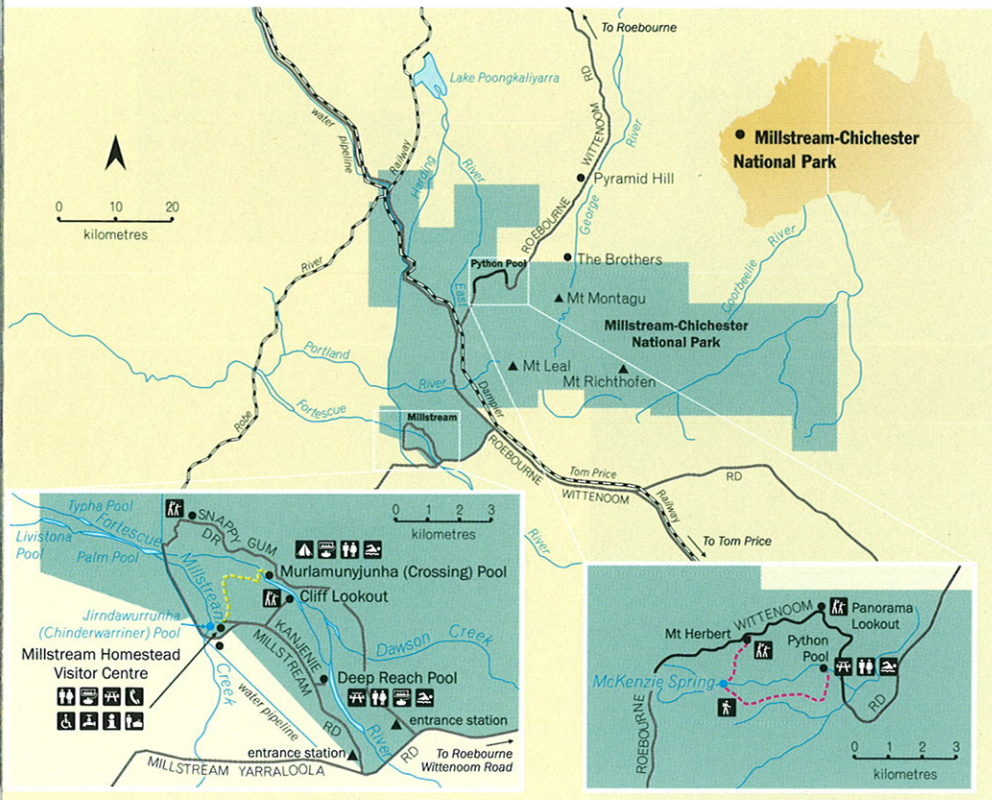 To Roebourne
Lake Poongkaliyarra
water pipeline
Railway
Harding
River
WITTENOOM RD
River
Pyramid Hill
George
ROEBOURNE
The Brothers
Python Pool
East
Mt Montagu
Millstream-Chichester
National Park
Mt Leal
Mt Richthofen
Millstream-Chichester
National Park
Coorbeelie River
0 10 20
kilometres
River
Portland
River
Fortescue
Robe
Dampier
Millstream
ROEBOURNE
WITTENOOM
Tom Price
Railway
RD
To Tom Price
River
Typha Pool
Fortescue
Livistona
Pool
Palm Pool
SNAPPY
GUM
DR
0 1 2 3
kilometres
Murlamunyjunha (Crossing) Pool
Cliff Lookout
Millstream
Jirndawurrunha
(Chinderwarriner) Pool
KANJENIE
MILLSTREAM
RD
Dawson Creek
Millstream Homestead
Visitor Centre
Creek
water pipeline
Deep Reach Pool
entrance station
River
RD
entrance station
To Roebourne
Wittenoom Road
MILLSTREAM YARRALOOLA
WITTENOOM
Panorama
Lookout
Mt Herbert
Python
Pool
McKenzie Spring
ROEBOURNE
RD
0 1 2 3
kilometres